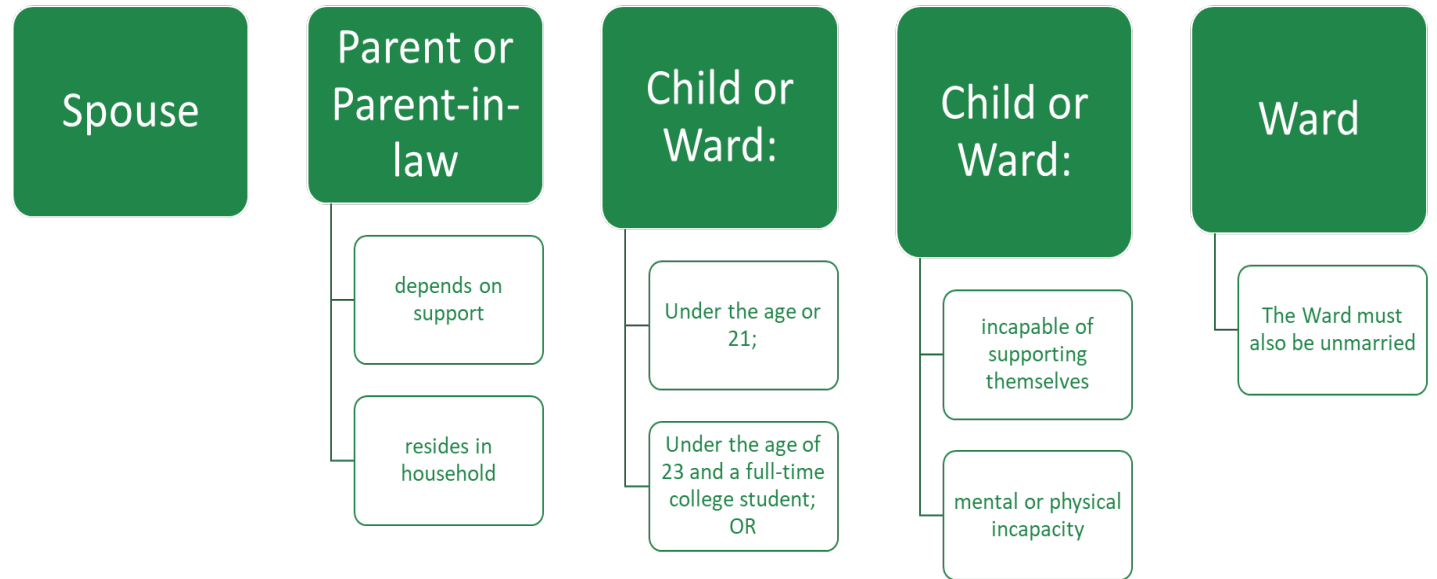 Spouse
Parent or
Parent-in-
law
depends on
support
resides in
household
Child or
Ward:
Under the age or
21;
Under the age of
23 and a full-time
college student;
OR
Child or
Ward:
incapable of
supporting
themselves
mental or physical
incapacity
Ward
The Ward must
also be unmarried